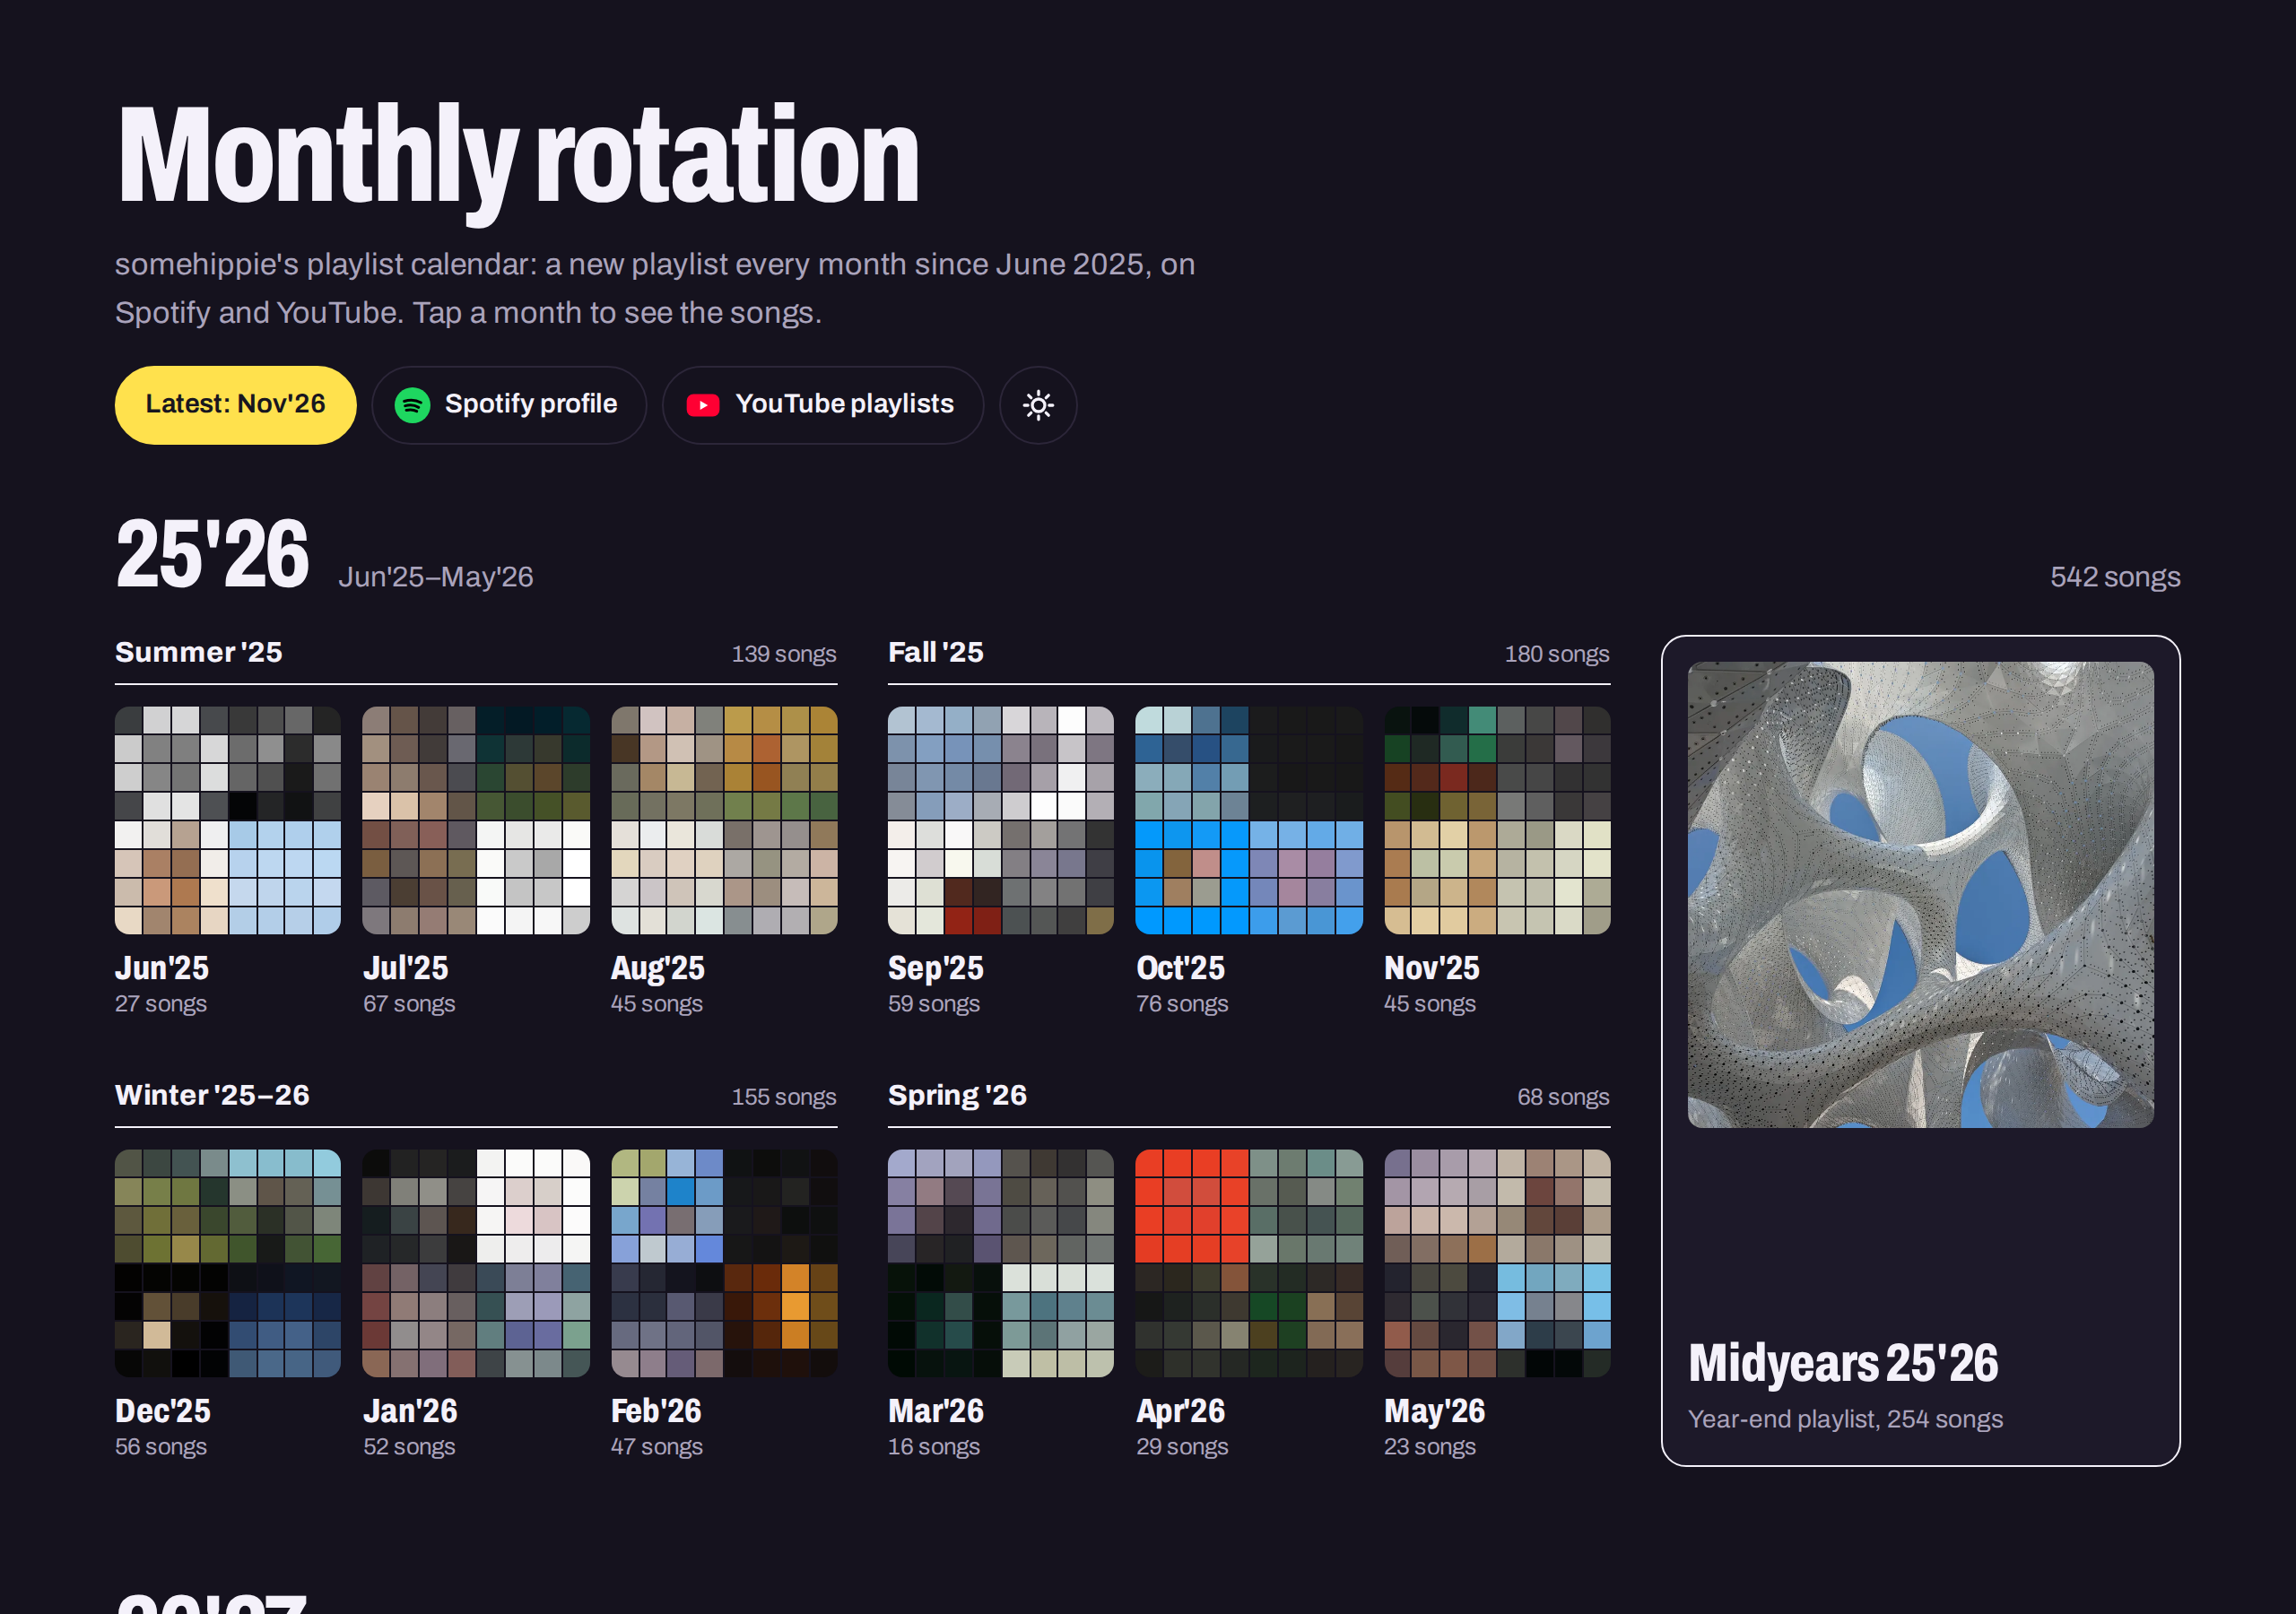 Monthly rotation
somehippie's playlist calendar: a new playlist every month since June 2025, on
Spotify and YouTube. Tap a month to see the songs.
Latest: Nov'26
Spotify profile
YouTube playlists
25'26 Jun'25–May'26
542 songs
Summer '25
139 songs
Jun'25
27 songs
Jul'25
67 songs
Aug'25
45 songs
Fall '25
180 songs
Sep'25
59 songs
Oct'25
76 songs
Nov'25
45 songs
Winter '25–26
155 songs
Dec'25
56 songs
Jan'26
52 songs
Feb'26
47 songs
Spring '26
68 songs
Mar'26
16 songs
Apr'26
29 songs
May'26
23 songs
Midyears 25'26
Year-end playlist, 254 songs